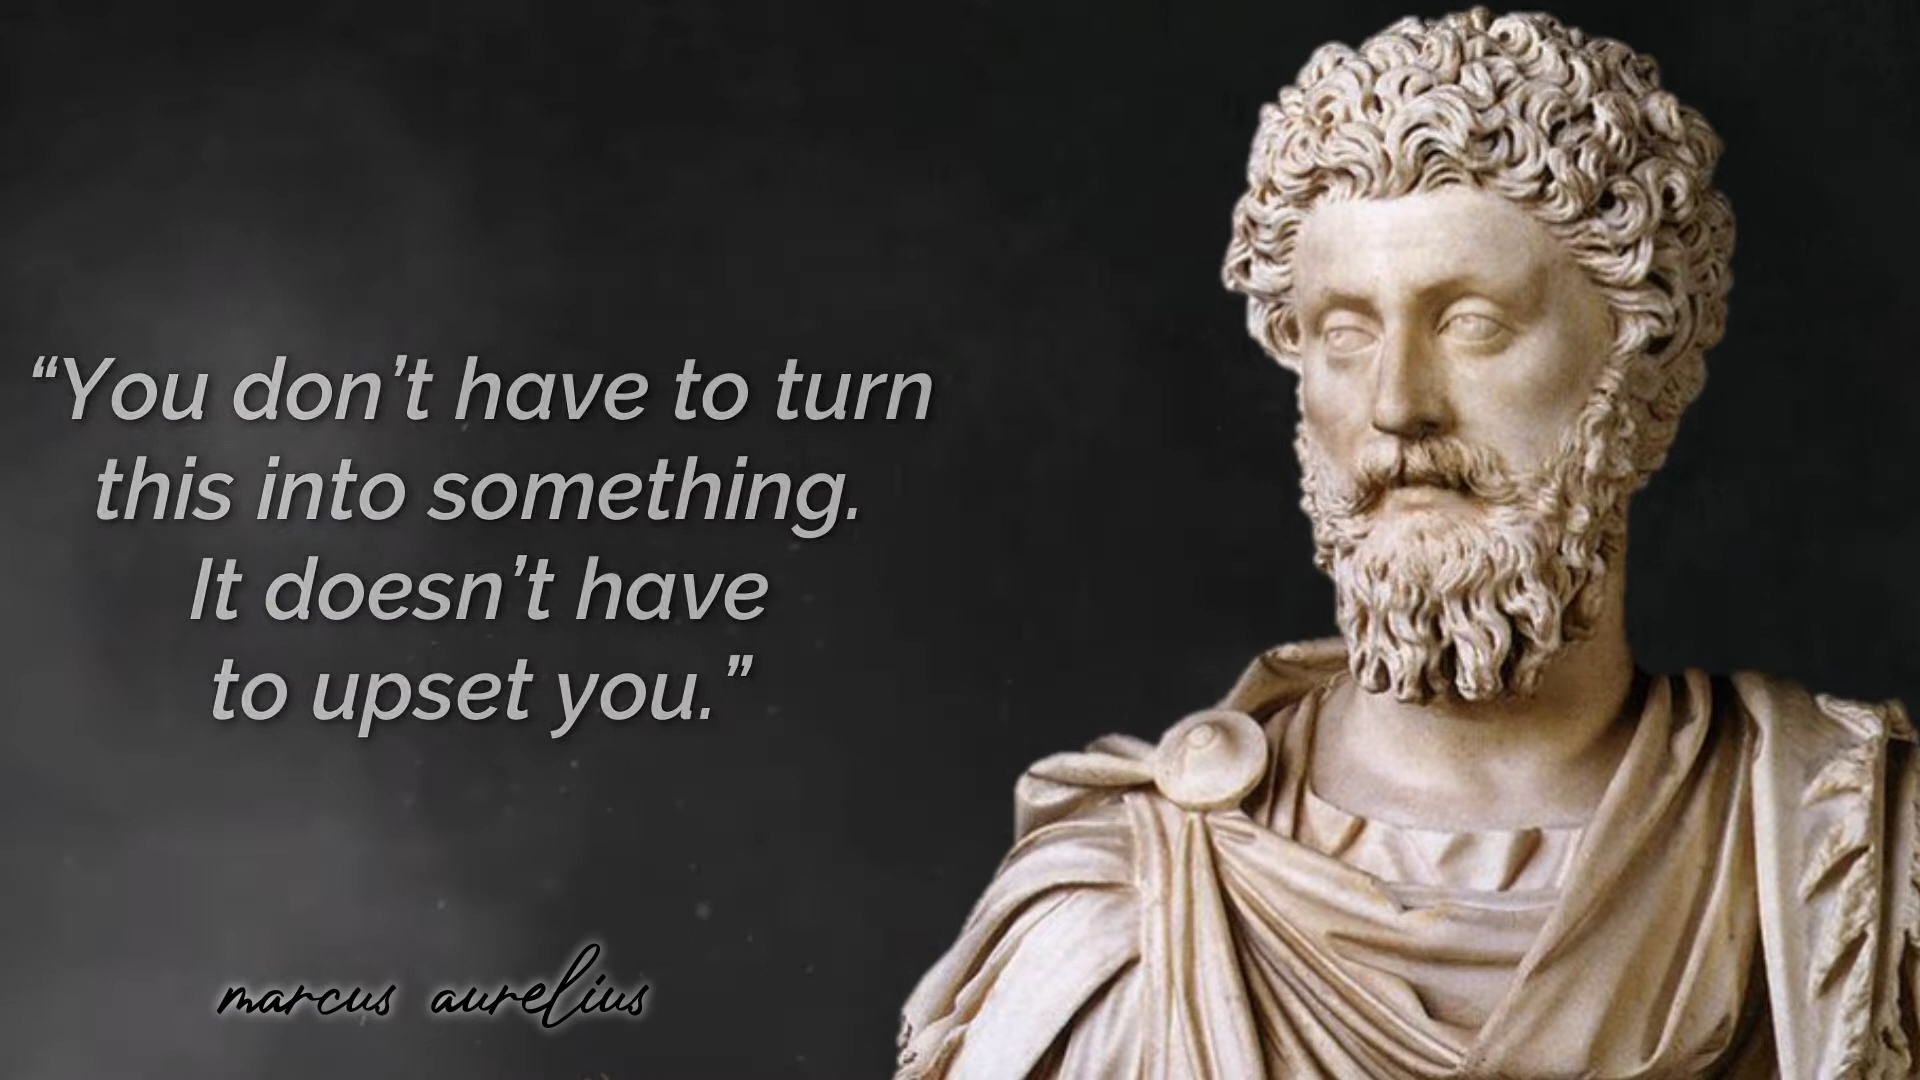 “You don’t have to turn
this into something.
It doesn’t have
to upset you.”
marcus aurelius